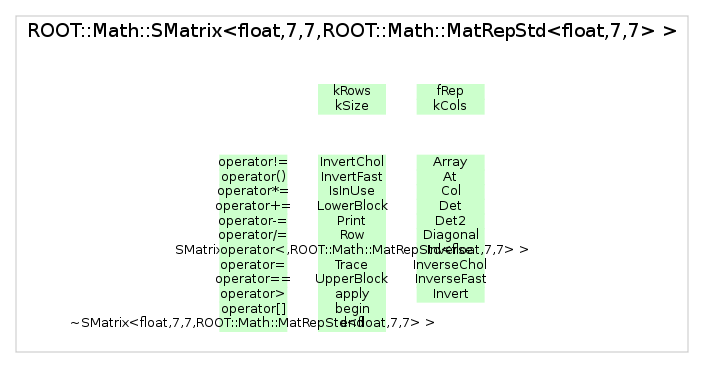 ROOT::Math::SMatrix<float,7,7,ROOT::Math::MatRepStd<float,7,7> >
kRows fRep
kSize kCols
operator!= InvertChol Array
operator() InvertFast At
operator*= IsInUse Col
operator+= LowerBlock Det
operator-= Print Det2
operator/= Row Diagonal
operator< SMatrix<float,7,7,ROOT::Math::MatRepStd<float,7,7> > Inverse
operator= Trace InverseChol
operator== UpperBlock InverseFast
operator> apply Invert
operator[] begin
~SMatrix<float,7,7,ROOT::Math::MatRepStd<float,7,7> > end